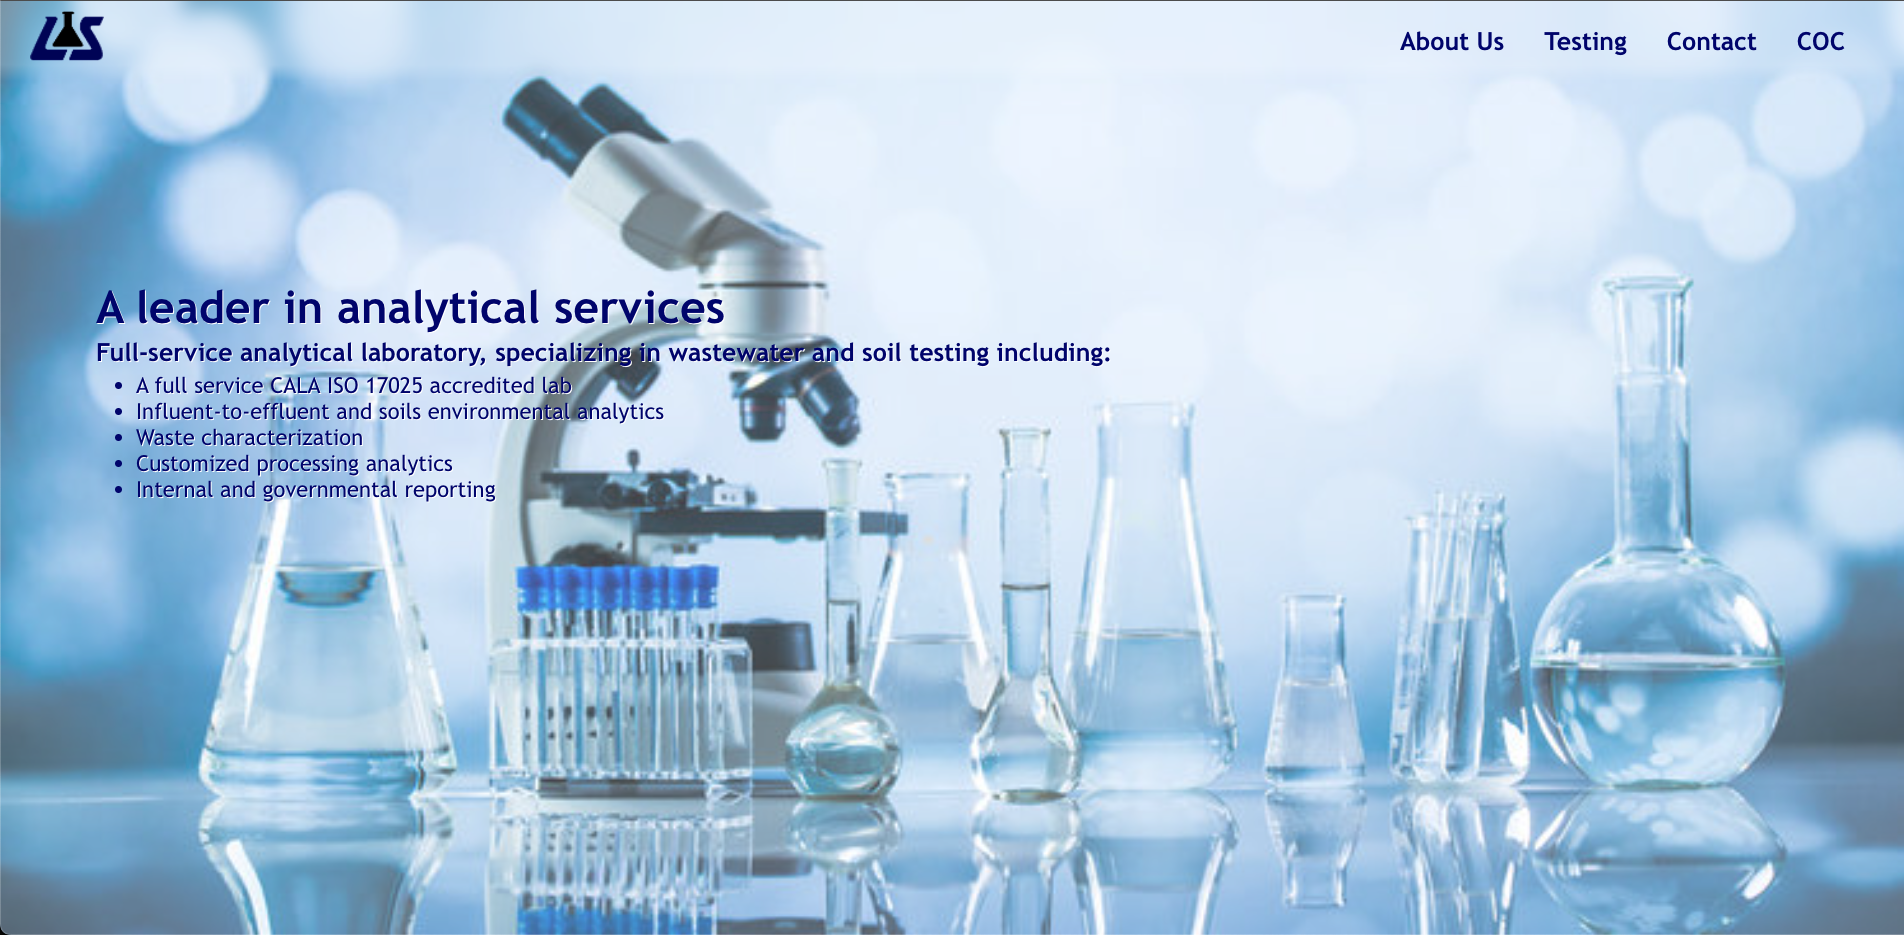 LS
About Us
Testing
Contact
COC
A leader in analytical services
Full-service analytical laboratory, specializing in wastewater and soil testing including:
• A full service CALA ISO 17025 accredited lab
• Influent-to-effluent and soils environmental analytics
• Waste characterization
• Customized processing analytics
• Internal and governmental reporting